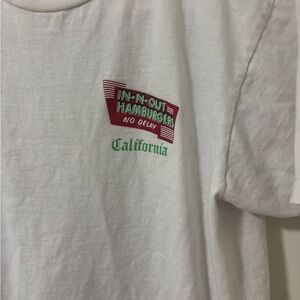 IN-N-OUT
HAMBURGERS
NO DELAY
California